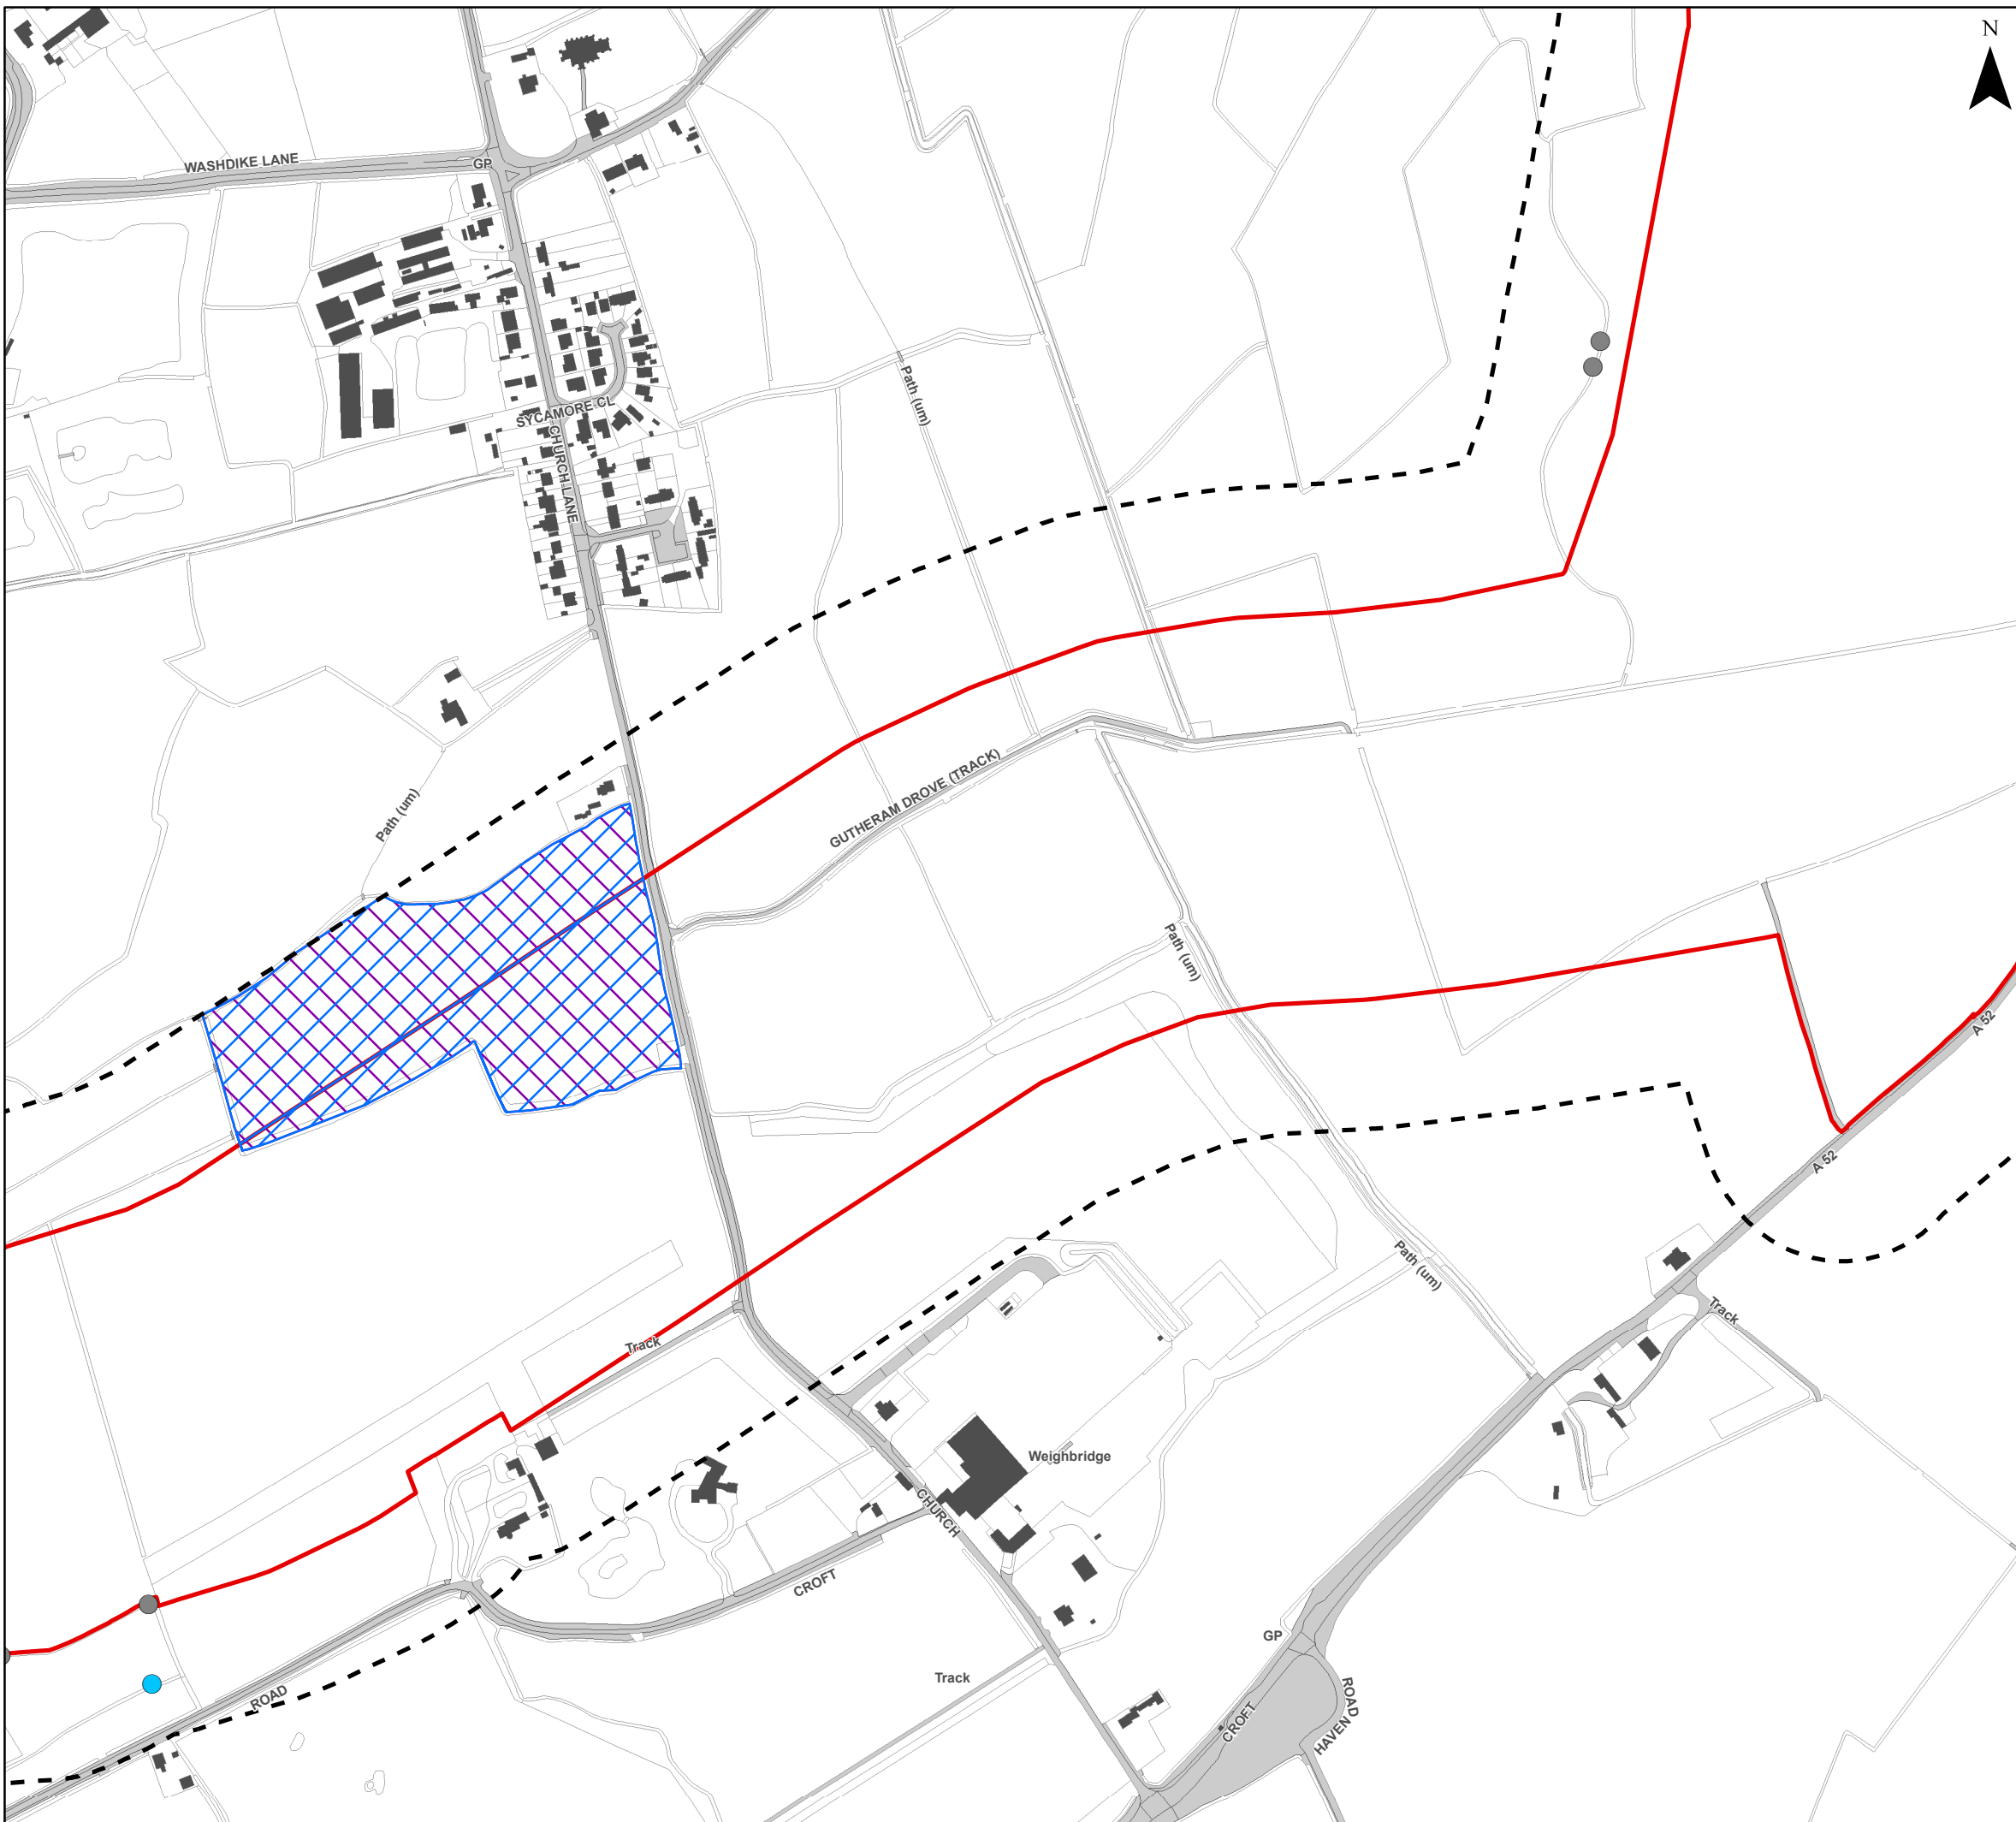 N
WASHDIKE LANE
GP
Path (um)
SYCAMORE CL
CHURCH LANE
GUTHERAM DROVE (TRACK)
Path (um)
Path (um)
A 52
A 52
Path (um)
Track
Track
Weighbridge
CHURCH
CROFT
GP
Track
ROAD
ROAD
CROFT
HAVEN